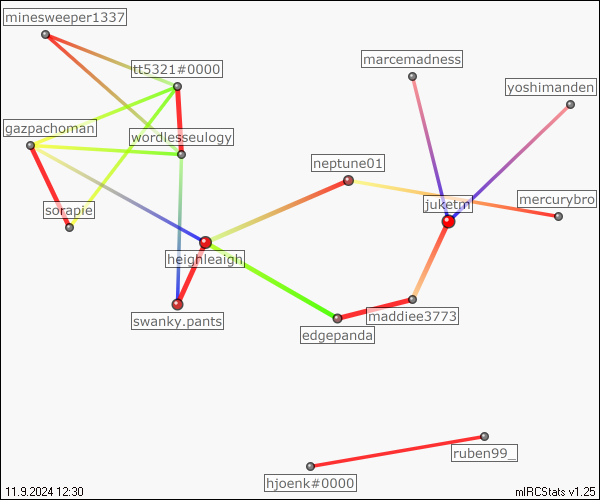 minesweeper1337
marcemadness
tt5321#0000
yoshimanden
gazpachoman
wordlesseulogy
neptune01
mercurybro
juketm
sorapie
heighleaigh
swanky.pants
maddiee3773
edgepanda
ruben99_
hjoenk#0000
11.9.2024 12:30
mIRCStats v1.25